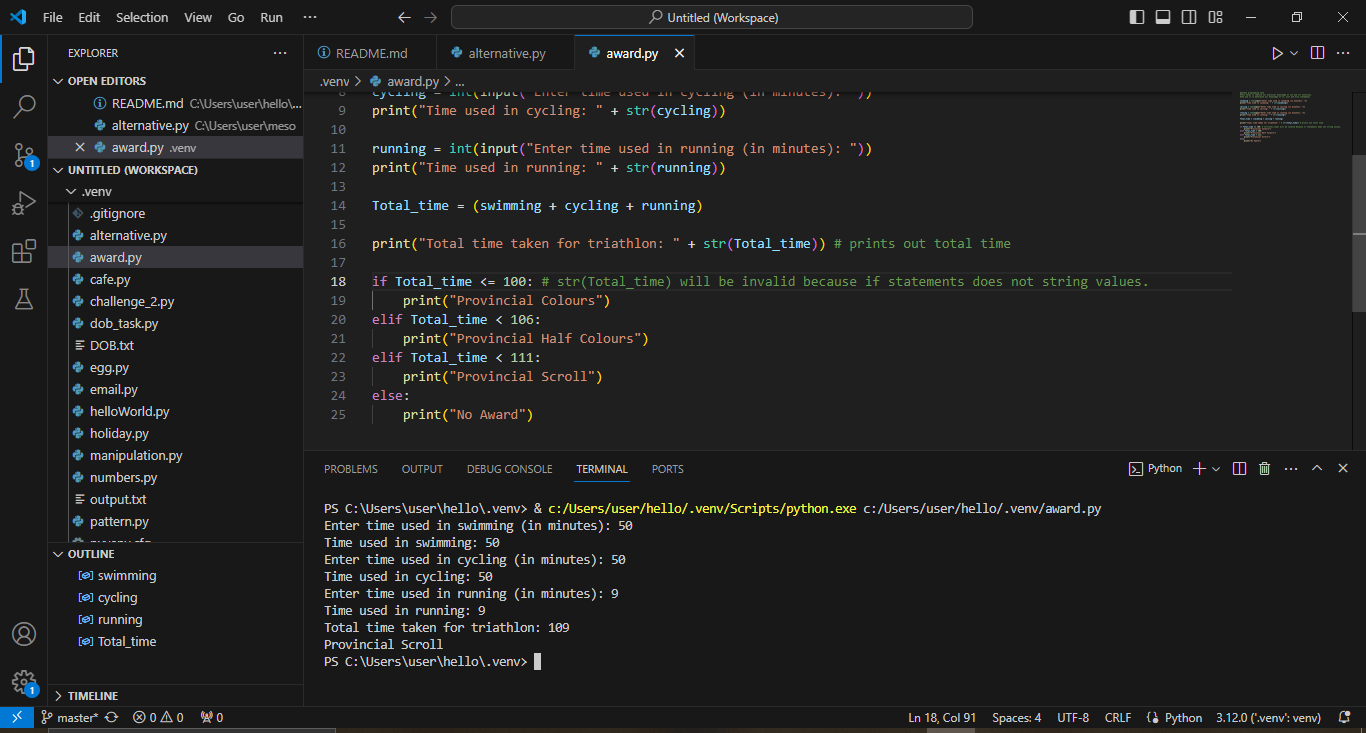 File Edit Selection View Go Run ··· Untitled (Workspace)
EXPLORER ···
OPEN EDITORS
README.md C:\Users\user\hello\...
alternative.py C:\Users\user\meso
award.py .venv
UNTITLED (WORKSPACE)
.venv
.gitignore
alternative.py
award.py
cafe.py
challenge_2.py
dob_task.py
DOB.txt
egg.py
email.py
helloWorld.py
holiday.py
manipulation.py
numbers.py
output.txt
pattern.py
OUTLINE
swimming
cycling
running
Total_time
TIMELINE
1
1
README.md alternative.py award.py
.venv > award.py > ...
8 cycling = int(input("Enter time used in cycling (in minutes): "))
9 print("Time used in cycling: " + str(cycling))
10
11 running = int(input("Enter time used in running (in minutes): "))
12 print("Time used in running: " + str(running))
13
14 Total_time = (swimming + cycling + running)
15
16 print("Total time taken for triathlon: " + str(Total_time)) # prints out total time
17
18 if Total_time <= 100: # str(Total_time) will be invalid because if statements does not string values.
19     print("Provincial Colours")
20 elif Total_time < 106:
21     print("Provincial Half Colours")
22 elif Total_time < 111:
23     print("Provincial Scroll")
24 else:
25     print("No Award")
PROBLEMS OUTPUT DEBUG CONSOLE TERMINAL PORTS Python
PS C:\Users\user\hello\.venv> & c:/Users/user/hello/.venv/Scripts/python.exe c:/Users/user/hello/.venv/award.py
Enter time used in swimming (in minutes): 50
Time used in swimming: 50
Enter time used in cycling (in minutes): 50
Time used in cycling: 50
Enter time used in running (in minutes): 9
Time used in running: 9
Total time taken for triathlon: 109
Provincial Scroll
PS C:\Users\user\hello\.venv>
master* 0 0 0 Ln 18, Col 91 Spaces: 4 UTF-8 CRLF Python 3.12.0 ('.venv': venv)